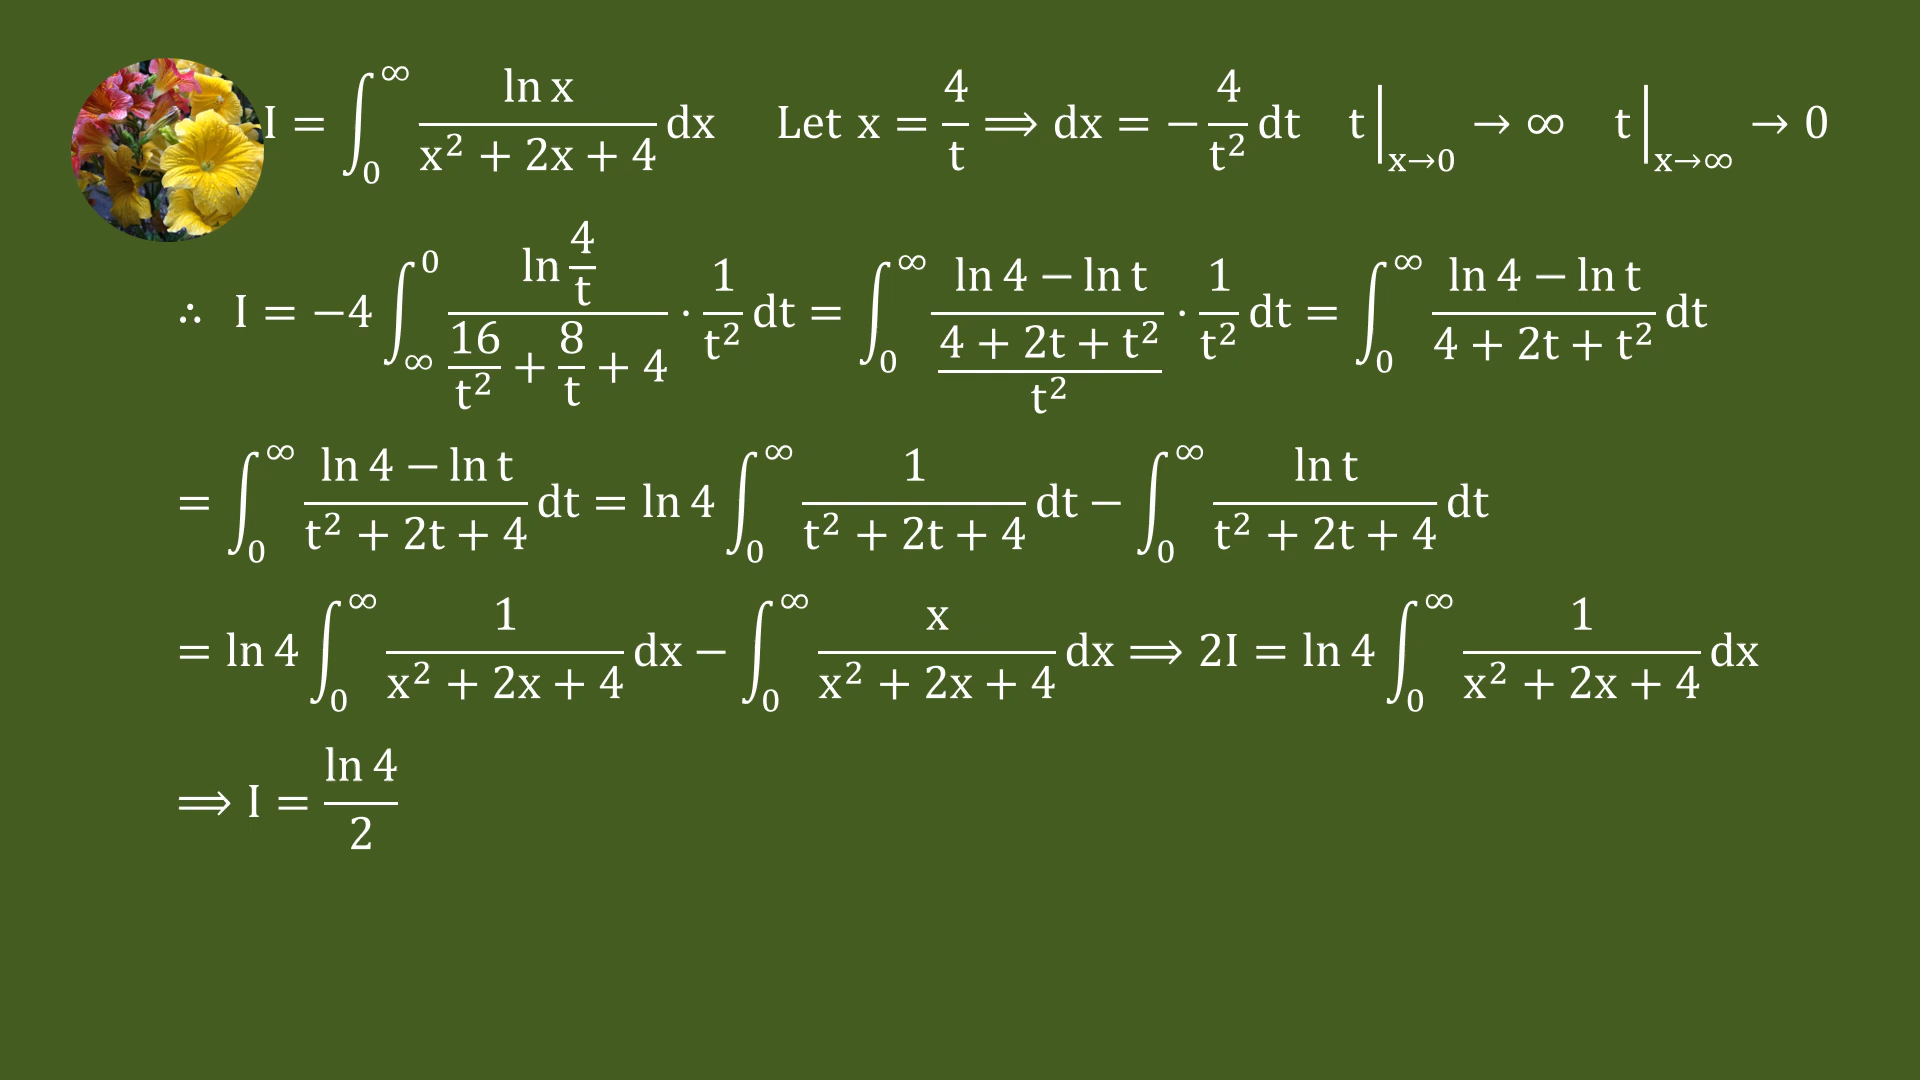 I = ∫₀^∞ (ln x)/(x² + 2x + 4) dx Let x = 4/t ⟹ dx = −4/t² dt t|ₓ→₀ → ∞ t|ₓ→∞ → 0
∴ I = −4 ∫_∞^0 (ln 4/t)/(16/t² + 8/t + 4) · 1/t² dt = ∫₀^∞ (ln 4 − ln t)/((4 + 2t + t²)/t²) · 1/t² dt = ∫₀^∞ (ln 4 − ln t)/(4 + 2t + t²) dt
= ∫₀^∞ (ln 4 − ln t)/(t² + 2t + 4) dt = ln 4 ∫₀^∞ 1/(t² + 2t + 4) dt − ∫₀^∞ (ln t)/(t² + 2t + 4) dt
= ln 4 ∫₀^∞ 1/(x² + 2x + 4) dx − ∫₀^∞ x/(x² + 2x + 4) dx ⟹ 2I = ln 4 ∫₀^∞ 1/(x² + 2x + 4) dx
⟹ I = (ln 4)/2